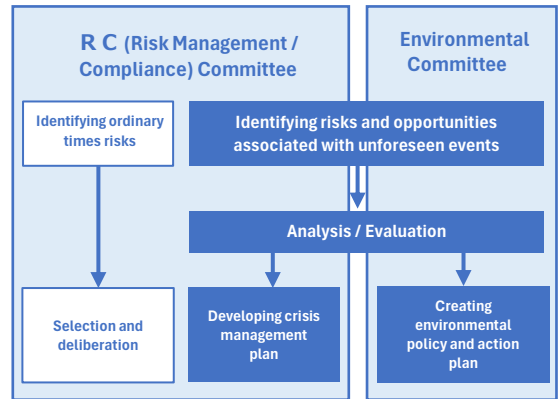 ＲＣ (Risk Management /
Compliance) Committee
Environmental
Committee
Identifying ordinary
times risks
Identifying risks and opportunities
associated with unforeseen events
Analysis / Evaluation
Selection and
deliberation
Developing crisis
management
plan
Creating
environmental
policy and action
plan